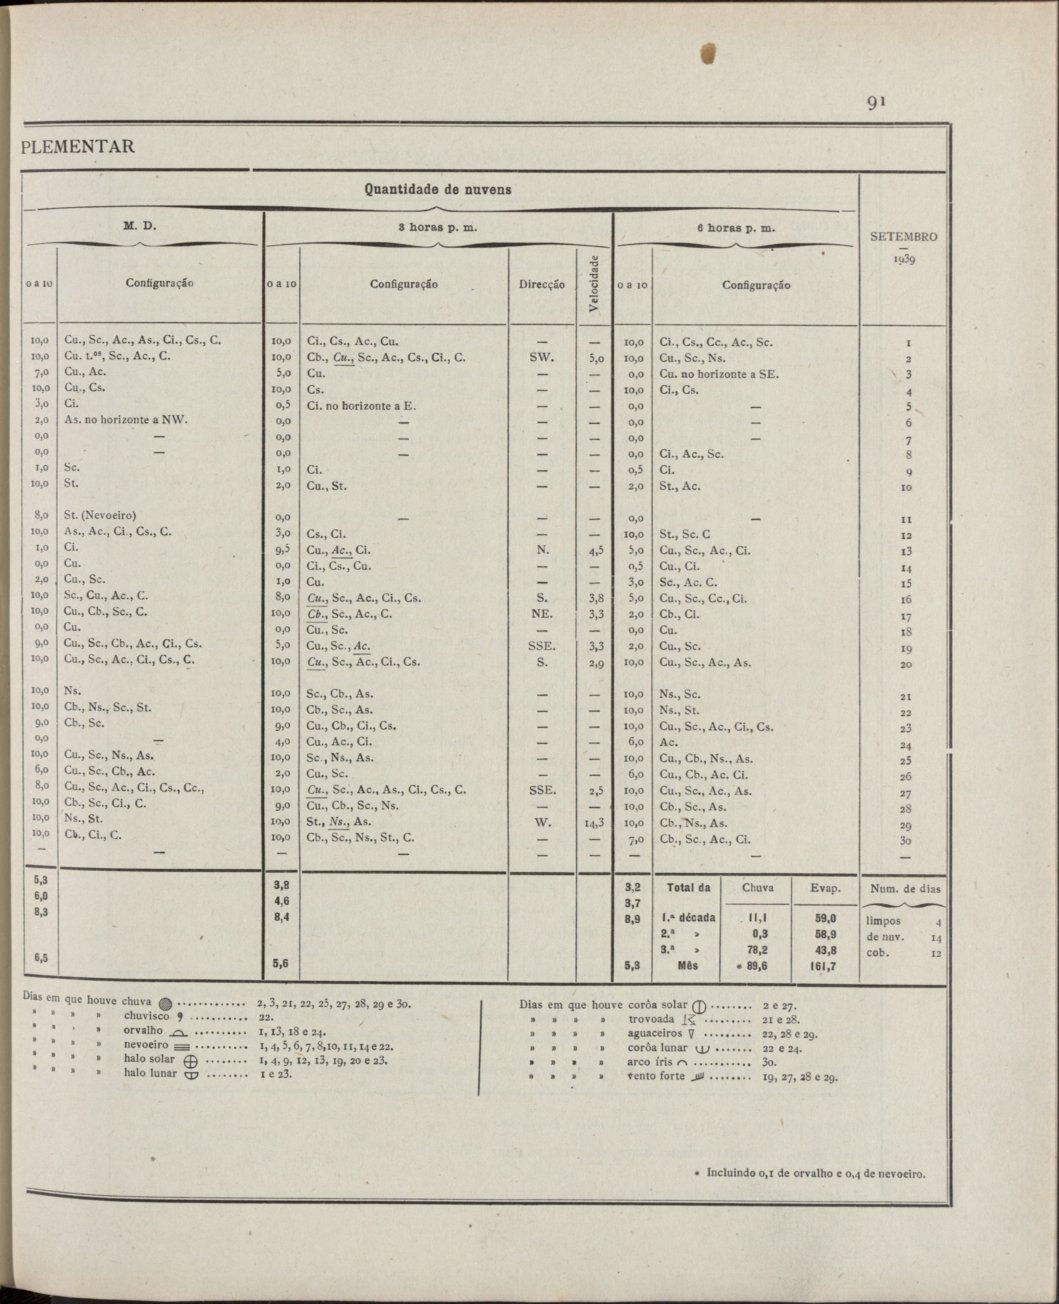 91
PLEMENTAR
Quantidade de nuvens
M. D. 3 horas p. m. 6 horas p. m. SETEMBRO
1939
0 a 10 Configuração 0 a 10 Configuração Direcção Velocidade 0 a 10 Configuração
10,0 Cu., Sc., Ac., As., Ci., Cs., C. 10,0 Ci., Cs., Ac., Cu. — — 10,0 Ci., Cs., Cc., Ac., Sc. 1
10,0 Cu. t.os, Sc., Ac., C. 10,0 Cb., Cu., Sc., Ac., Cs., Ci., C. SW. 5,0 10,0 Cu., Sc., Ns. 2
7,0 Cu., Ac. 5,0 Cu. — — 0,0 Cu. no horizonte a SE. 3
10,0 Cu., Cs. 10,0 Cs. — — 10,0 Ci., Cs. 4
3,0 Ci. 0,5 Ci. no horizonte a E. — — 0,0 — 5
2,0 As. no horizonte a NW. 0,0 — — — 0,0 — 6
0,0 — 0,0 — — — 0,0 — 7
0,0 — 0,0 — — — 0,0 Ci., Ac., Sc. 8
1,0 Sc. 1,0 Ci. — — 0,5 Ci. 9
10,0 St. 2,0 Cu., St. — — 2,0 St., Ac. 10
8,0 St. (Nevoeiro) 0,0 — — — 0,0 — 11
10,0 As., Ac., Ci., Cs., C. 3,0 Cs., Ci. — — 10,0 St., Sc. C 12
1,0 Ci. 9,5 Cu., Ac., Ci. N. 4,5 5,0 Cu., Sc., Ac., Ci. 13
0,0 Cu. 0,0 Ci., Cs., Cu. — — 0,5 Cu., Ci. 14
2,0 Cu., Sc. 1,0 Cu. — — 3,0 Sc., Ac. C. 15
10,0 Sc., Cu., Ac., C. 8,0 Cu., Sc., Ac., Ci., Cs. S. 3,8 5,0 Cu., Sc., Cc., Ci. 16
10,0 Cu., Cb., Sc., C. 10,0 Cb., Sc., Ac., C. NE. 3,3 2,0 Cb., Ci. 17
0,0 Cu. 0,0 Cu., Sc. — — 0,0 Cu. 18
9,0 Cu., Sc., Cb., Ac., Ci., Cs. 5,0 Cu., Sc., Ac. SSE. 3,3 2,0 Cu., Sc. 19
10,0 Cu., Sc., Ac., Ci., Cs., C. 10,0 Cu., Sc., Ac., Ci., Cs. S. 2,9 10,0 Cu., Sc., Ac., As. 20
10,0 Ns. 10,0 Sc., Cb., As. — — 10,0 Ns., Sc. 21
10,0 Cb., Ns., Sc., St. 10,0 Cb., Sc., As. — — 10,0 Ns., St. 22
9,0 Cb., Sc. 9,0 Cu., Cb., Ci., Cs. — — 10,0 Cu., Sc., Ac., Ci., Cs. 23
0,0 — 4,0 Cu., Ac., Ci. — — 6,0 Ac. 24
10,0 Cu., Sc., Ns., As. 10,0 Sc., Ns., As. — — 10,0 Cu., Cb., Ns., As. 25
6,0 Cu., Sc., Cb., Ac. 2,0 Cu., Sc. — — 6,0 Cu., Cb., Ac. Ci. 26
8,0 Cu., Sc., Ac., Ci., Cs., Cc., 10,0 Cu., Sc., Ac., As., Ci., Cs., C. SSE. 2,5 10,0 Cu., Sc., Ac., As. 27
10,0 Cb., Sc., Ci., C. 9,0 Cu., Cb., Sc., Ns. — — 10,0 Cb., Sc., As. 28
10,0 Ns., St. 10,0 St., Ns., As. W. 14,3 10,0 Cb., Ns., As. 29
10,0 Cb., Ci., C. 10,0 Cb., Sc., Ns., St., C. — — 7,0 Cb., Sc., Ac., Ci. 30
— — — — — — — — —
5,3 3,8 3,2 Total da Chuva Evap. Num. de dias
6,0 4,6 3,7
8,3 8,4 8,9 1.ª década 11,1 59,0 limpos 4
2.ª » 0,3 58,9 de nuv. 14
3.ª » 78,2 43,8 cob. 12
6,5 5,6 5,3 Mês * 89,6 161,7
Dias em que houve chuva ............. 2, 3, 21, 22, 25, 27, 28, 29 e 30.
» » » » chuvisco ........... 22.
» » » » orvalho .......... 1, 13, 18 e 24.
» » » » nevoeiro .......... 1, 4, 5, 6, 7, 8, 10, 11, 14 e 22.
» » » » halo solar ........ 1, 4, 9, 12, 13, 19, 20 e 23.
» » » » halo lunar ........ 1 e 23.
Dias em que houve corôa solar ........ 2 e 27.
» » » » trovoada ......... 21 e 28.
» » » » aguaceiros ......... 22, 28 e 29.
» » » » corôa lunar ....... 22 e 24.
» » » » arco íris ........... 30.
» » » » vento forte ........ 19, 27, 28 e 29.
* Incluindo 0,1 de orvalho e 0,4 de nevoeiro.